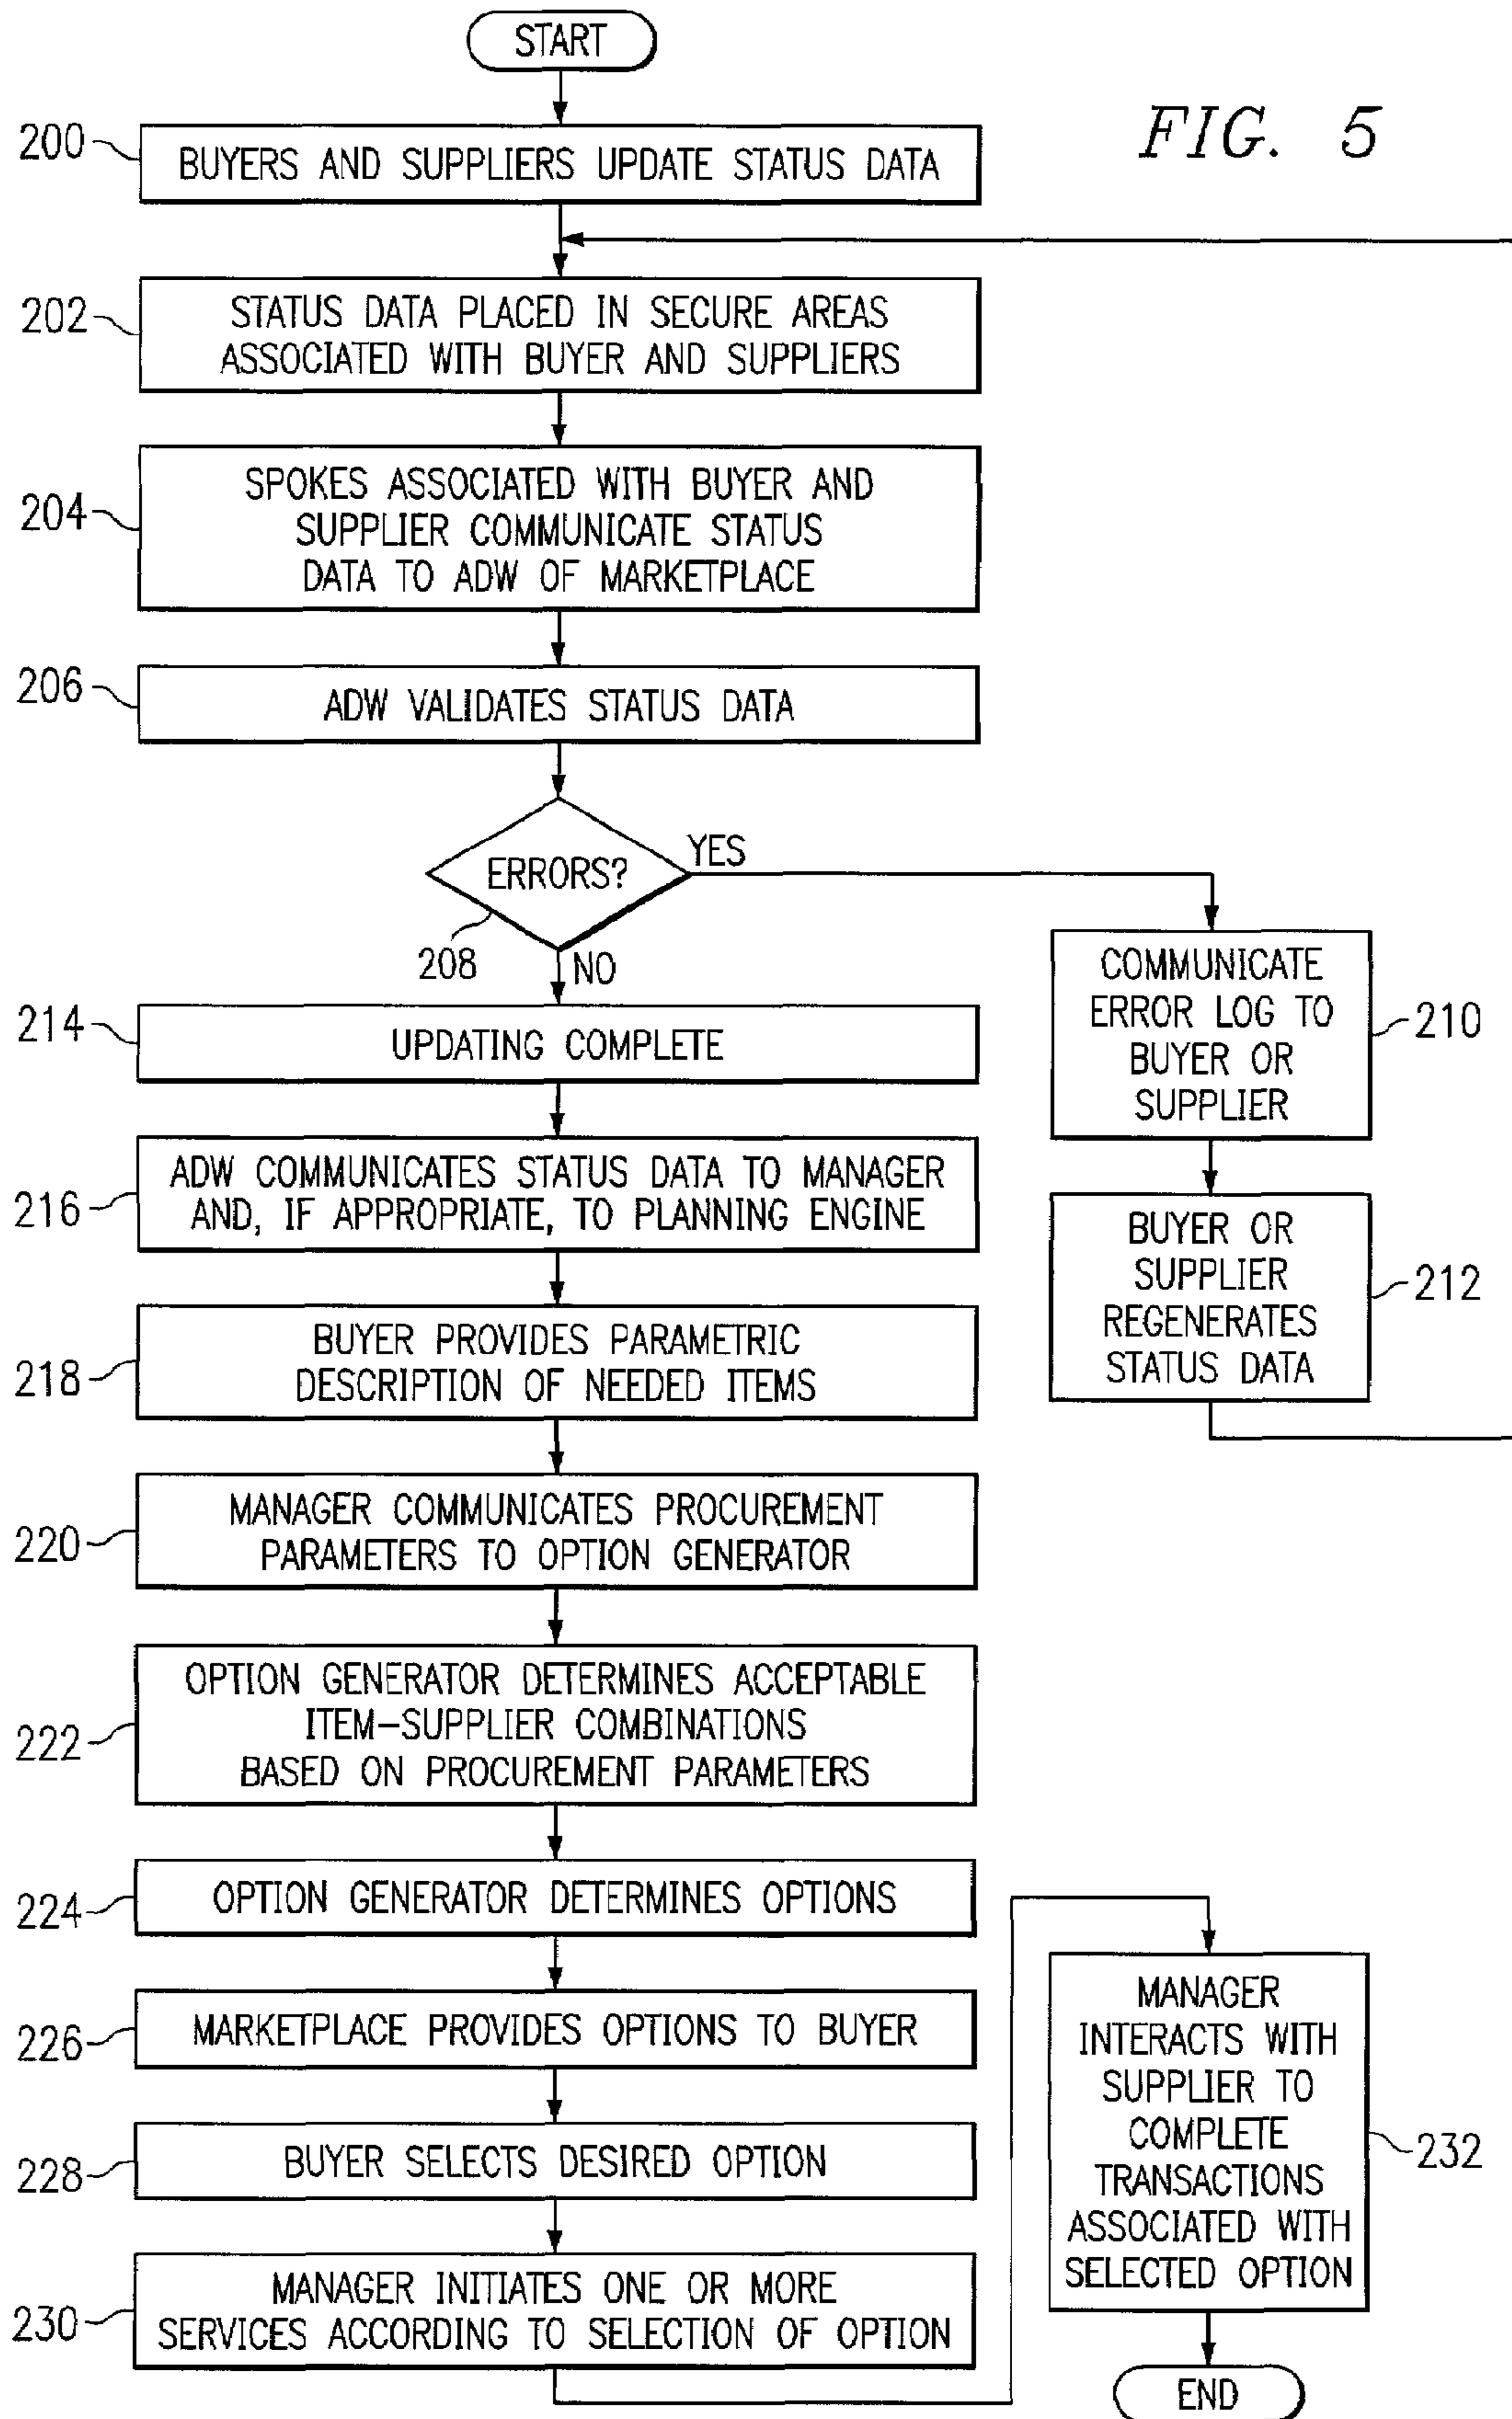 START
FIG. 5
200
BUYERS AND SUPPLIERS UPDATE STATUS DATA
202
STATUS DATA PLACED IN SECURE AREAS
ASSOCIATED WITH BUYER AND SUPPLIERS
204
SPOKES ASSOCIATED WITH BUYER AND
SUPPLIER COMMUNICATE STATUS
DATA TO ADW OF MARKETPLACE
206
ADW VALIDATES STATUS DATA
ERRORS?
YES
208
NO
COMMUNICATE
ERROR LOG TO
BUYER OR
SUPPLIER
210
BUYER OR
SUPPLIER
REGENERATES
STATUS DATA
212
214
UPDATING COMPLETE
216
ADW COMMUNICATES STATUS DATA TO MANAGER
AND, IF APPROPRIATE, TO PLANNING ENGINE
218
BUYER PROVIDES PARAMETRIC
DESCRIPTION OF NEEDED ITEMS
220
MANAGER COMMUNICATES PROCUREMENT
PARAMETERS TO OPTION GENERATOR
222
OPTION GENERATOR DETERMINES ACCEPTABLE
ITEM-SUPPLIER COMBINATIONS
BASED ON PROCUREMENT PARAMETERS
224
OPTION GENERATOR DETERMINES OPTIONS
226
MARKETPLACE PROVIDES OPTIONS TO BUYER
228
BUYER SELECTS DESIRED OPTION
230
MANAGER INITIATES ONE OR MORE
SERVICES ACCORDING TO SELECTION OF OPTION
MANAGER
INTERACTS WITH
SUPPLIER TO
COMPLETE
TRANSACTIONS
ASSOCIATED WITH
SELECTED OPTION
232
END